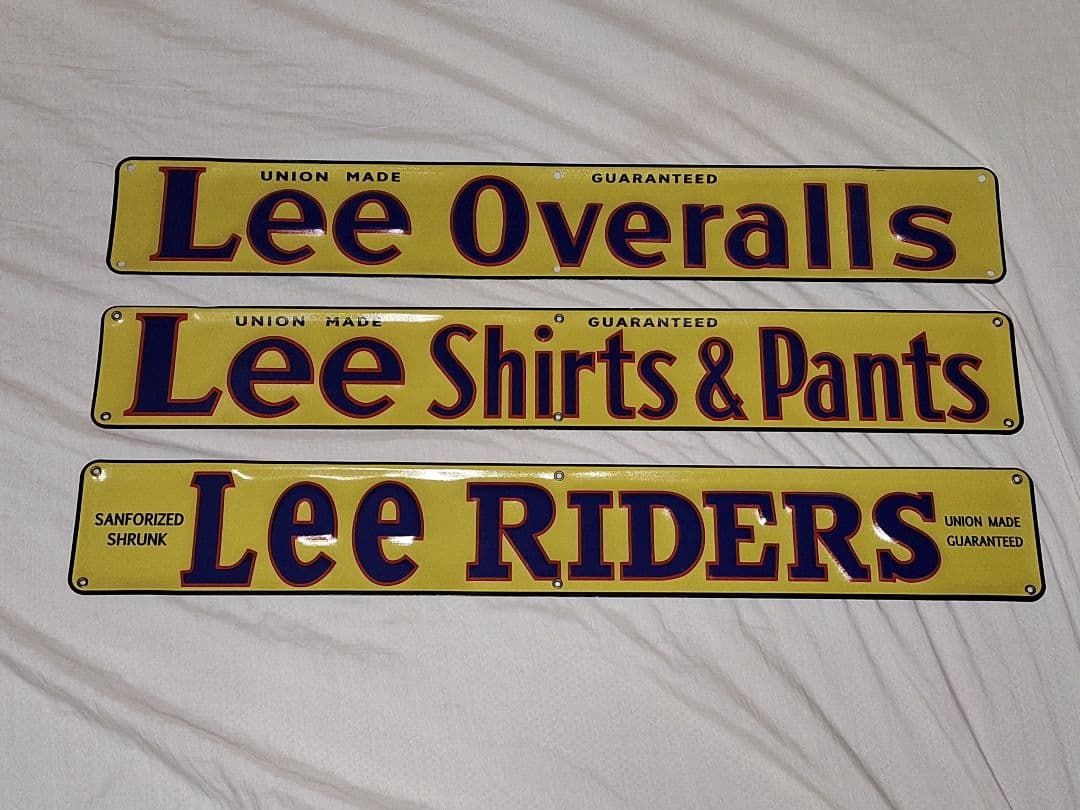 UNION MADE GUARANTEED
Lee Overalls
UNION MADE GUARANTEED
Lee Shirts & Pants
SANFORIZED
SHRUNK
Lee RIDERS
UNION MADE
GUARANTEED